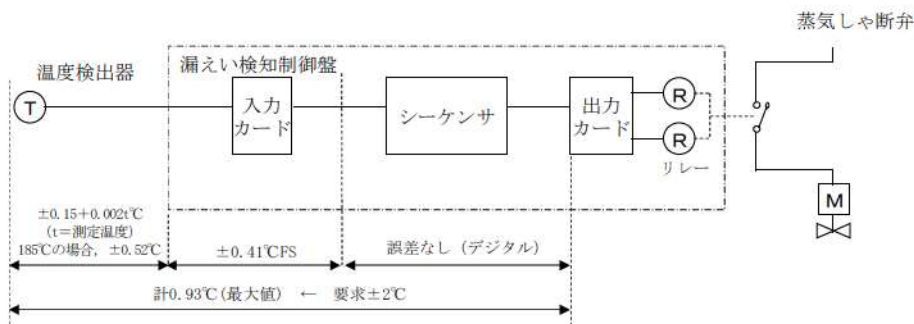 蒸気しゃ断弁
温度検出器
漏えい検知制御盤
T
入力
カード
シーケンサ
出力
カード
R
R
リレー
M
±0.15+0.002t℃
(t=測定温度)
185℃の場合，±0.52℃
±0.41℃FS
誤差なし（デジタル）
計0.93℃(最大値) ← 要求±2℃